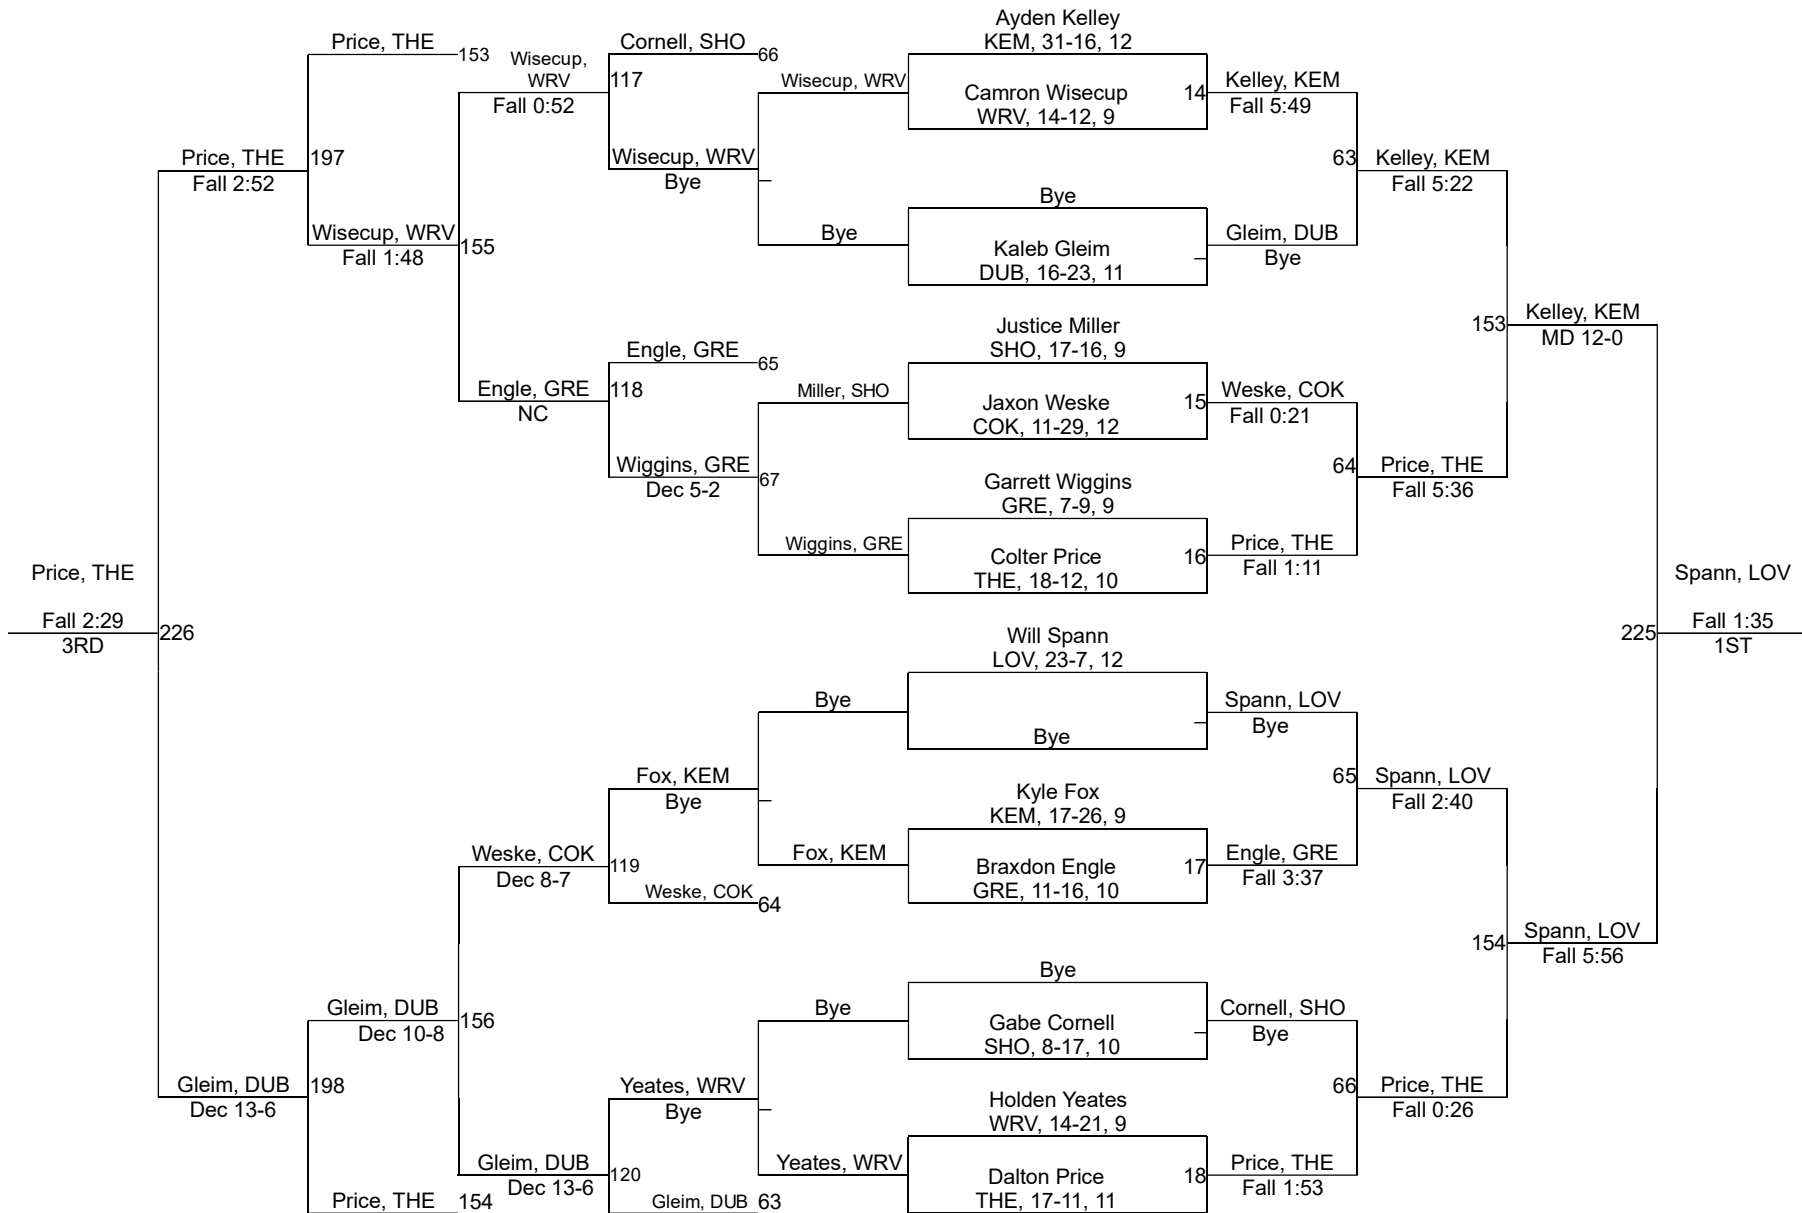 Ayden Kelley
KEM, 31-16, 12
Price, THE
153
Wisecup,
WRV
Fall 0:52
Cornell, SHO
66
117
Wisecup, WRV
Camron Wisecup
WRV, 14-12, 9
14
Kelley, KEM
Fall 5:49
Price, THE
Fall 2:52
197
Wisecup, WRV
Bye
63
Kelley, KEM
Fall 5:22
Bye
Wisecup, WRV
Fall 1:48
155
Bye
Kaleb Gleim
DUB, 16-23, 11
Gleim, DUB
Bye
Justice Miller
SHO, 17-16, 9
153
Kelley, KEM
MD 12-0
Engle, GRE
65
Engle, GRE
NC
118
Miller, SHO
Jaxon Weske
COK, 11-29, 12
15
Weske, COK
Fall 0:21
Wiggins, GRE
Dec 5-2
67
Garrett Wiggins
GRE, 7-9, 9
64
Price, THE
Fall 5:36
Wiggins, GRE
Colter Price
THE, 18-12, 10
16
Price, THE
Fall 1:11
Price, THE
Fall 2:29
3RD
226
Spann, LOV
225
Fall 1:35
1ST
Will Spann
LOV, 23-7, 12
Bye
Bye
Spann, LOV
Bye
Fox, KEM
Bye
Kyle Fox
KEM, 17-26, 9
65
Spann, LOV
Fall 2:40
Weske, COK
Dec 8-7
119
Fox, KEM
Braxdon Engle
GRE, 11-16, 10
17
Engle, GRE
Fall 3:37
Weske, COK
64
154
Spann, LOV
Fall 5:56
Bye
Gleim, DUB
Dec 10-8
156
Bye
Gabe Cornell
SHO, 8-17, 10
Cornell, SHO
Bye
Gleim, DUB
Dec 13-6
198
Yeates, WRV
Bye
Holden Yeates
WRV, 14-21, 9
66
Price, THE
Fall 0:26
Gleim, DUB
Dec 13-6
120
Yeates, WRV
Dalton Price
THE, 17-11, 11
18
Price, THE
Fall 1:53
Price, THE
154
Gleim, DUB
63